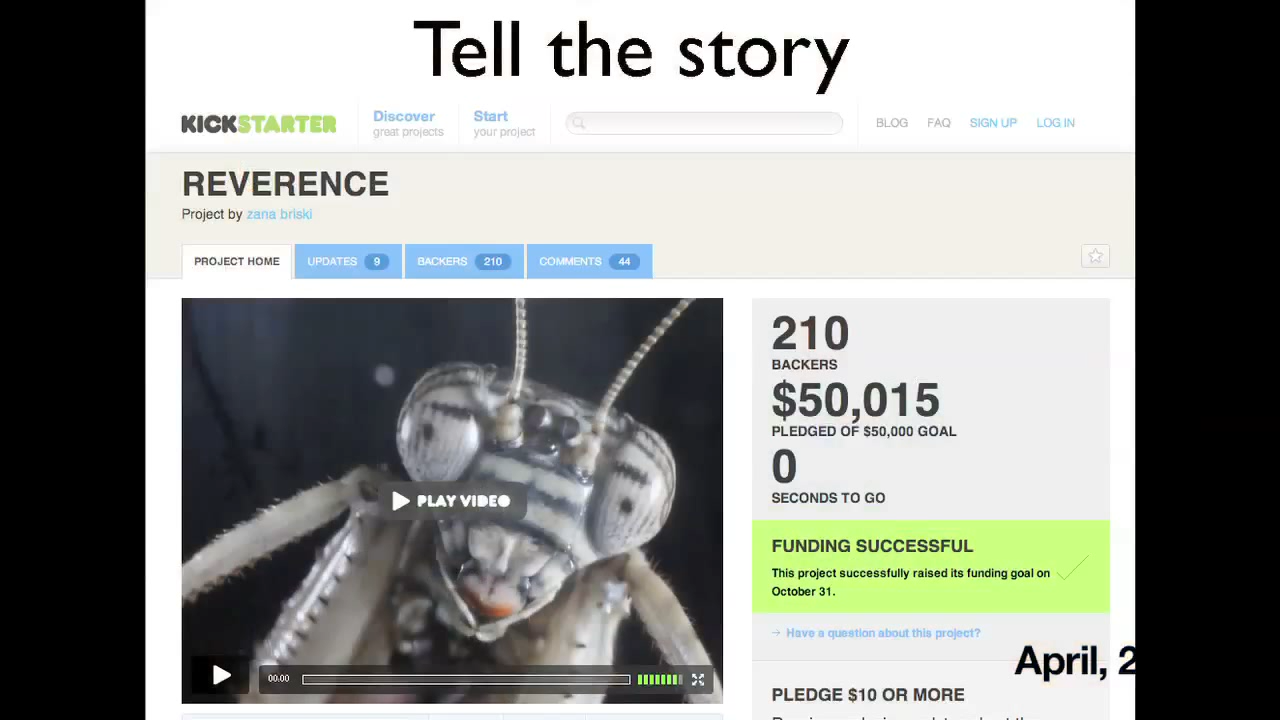 Tell the story
KICKSTARTER
Discover
great projects
Start
your project
BLOG FAQ SIGN UP LOG IN
REVERENCE
Project by zana briski
PROJECT HOME UPDATES 9 BACKERS 210 COMMENTS 44
PLAY VIDEO
00:00
210
BACKERS
$50,015
PLEDGED OF $50,000 GOAL
0
SECONDS TO GO
FUNDING SUCCESSFUL
This project successfully raised its funding goal on
October 31.
→ Have a question about this project?
April, 2
PLEDGE $10 OR MORE